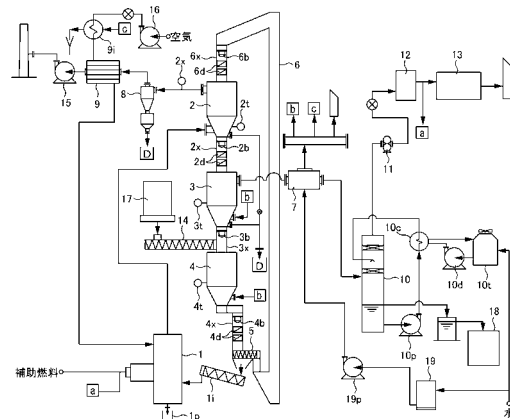 16
空気
c
9i
15
9
8
D
2x
6x
6b
6d
2
2t
2x
2b
2d
6
3
b
3t
3b
3x
17
14
D
4
b
4t
4x
4b
4d
5
1
1i
補助燃料
a
1p
b
c
7
12
13
a
11
10c
10
10d
10t
10p
18
19
19p
水